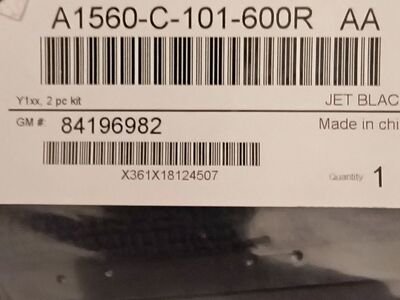 A1560-C-101-600R AA
Y1xx, 2 pc kit JET BLAC
GM #: 84196982 Made in chi
X361X18124507
Quantity 1